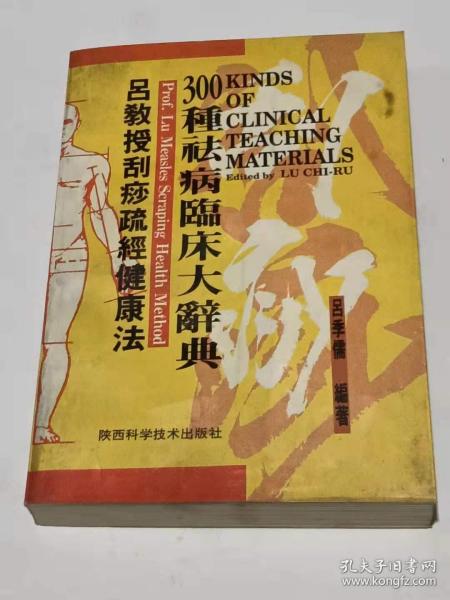 300種祛病臨床大辭典
KINDS
OF
CLINICAL
TEACHING
MATERIALS
Edited by LU CHI-RU
Prof. Lu Measles Scraping Health Method
呂教授刮痧疏經健康法
刮痧
呂季儒 編著
陕西科学技术出版社
孔夫子旧书网
www.kongfz.com